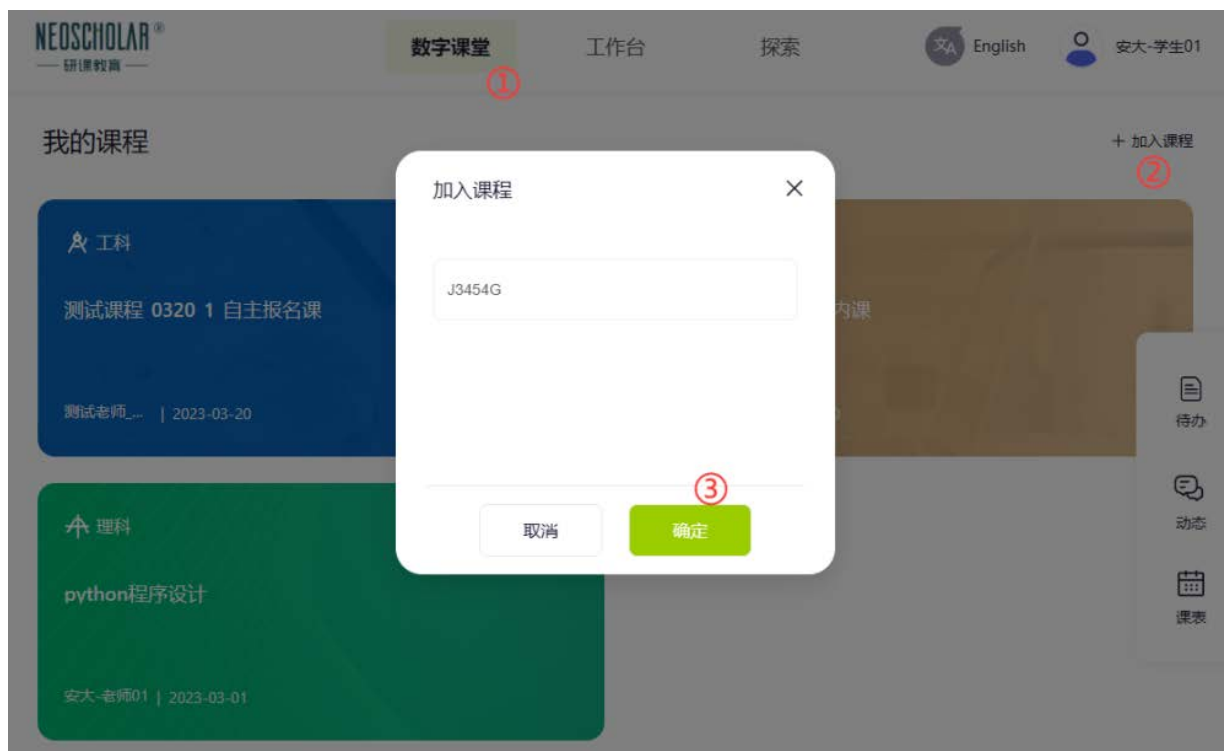 NEOSCHOLAR®
研课教育
数字课堂
工作台
探索
English
安大-学生01
①
我的课程
+ 加入课程
②
加入课程
工科
测试课程 0320 1 自主报名课
J3454G
内课
测试老师_... | 2023-03-20
待办
③
动态
取消
确定
理科
python程序设计
课表
安大-老师01 | 2023-03-01